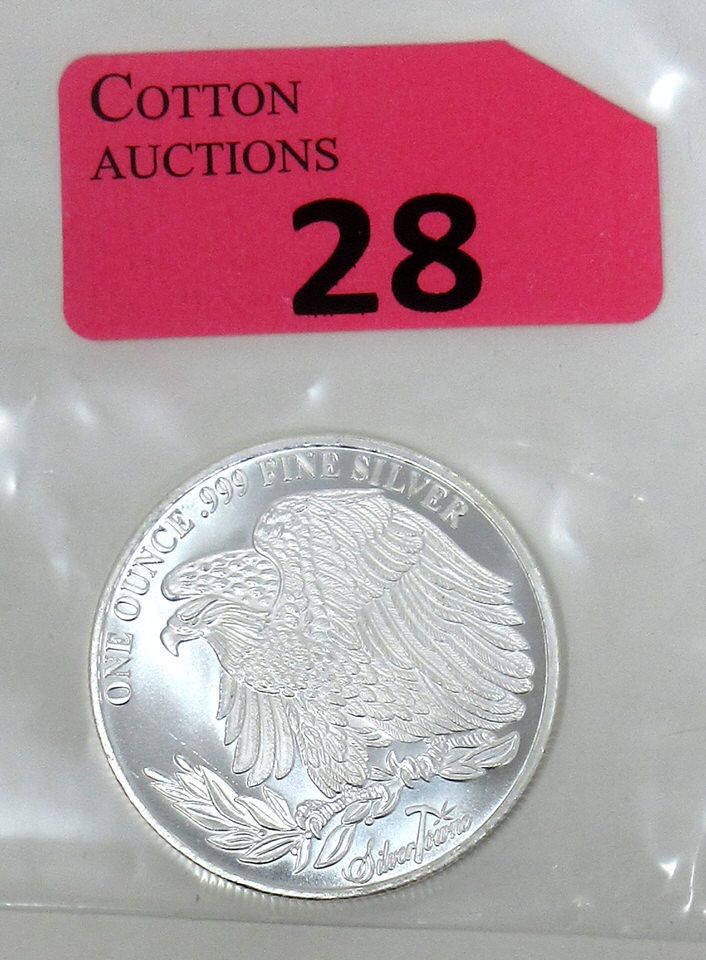 COTTON
AUCTIONS
28
ONE OUNCE .999 FINE SILVER
SilverTowne